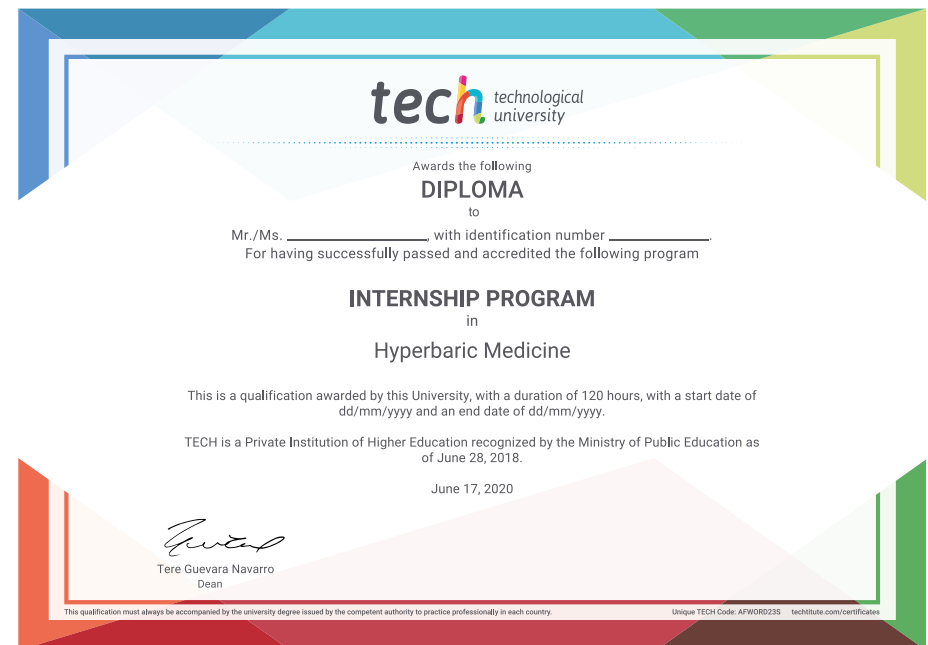 tech technological
university
Awards the following
DIPLOMA
to
Mr./Ms. ____________________, with identification number ______________.
For having successfully passed and accredited the following program
INTERNSHIP PROGRAM
in
Hyperbaric Medicine
This is a qualification awarded by this University, with a duration of 120 hours, with a start date of
dd/mm/yyyy and an end date of dd/mm/yyyy.
TECH is a Private Institution of Higher Education recognized by the Ministry of Public Education as
of June 28, 2018.
June 17, 2020
Tere Guevara Navarro
Dean
This qualification must always be accompanied by the university degree issued by the competent authority to practice professionally in each country.
Unique TECH Code: AFWORD23S techtitute.com/certificates